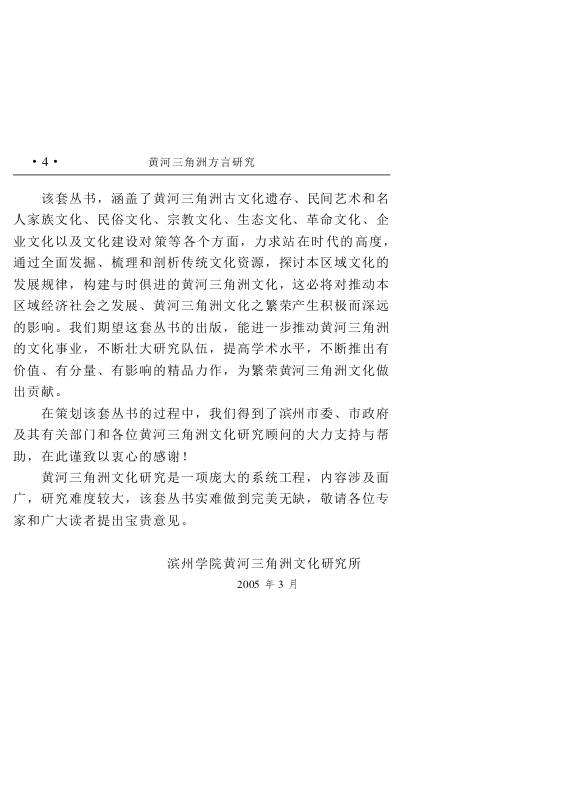 • 4 •　黄河三角洲方言研究
该套丛书，涵盖了黄河三角洲古文化遗存、民间艺术和名
人家族文化、民俗文化、宗教文化、生态文化、革命文化、企
业文化以及文化建设对策等各个方面，力求站在时代的高度，
通过全面发掘、梳理和剖析传统文化资源，探讨本区域文化的
发展规律，构建与时俱进的黄河三角洲文化，这必将对推动本
区域经济社会之发展、黄河三角洲文化之繁荣产生积极而深远
的影响。我们期望这套丛书的出版，能进一步推动黄河三角洲
的文化事业，不断壮大研究队伍，提高学术水平，不断推出有
价值、有分量、有影响的精品力作，为繁荣黄河三角洲文化做
出贡献。
在策划该套丛书的过程中，我们得到了滨州市委、市政府
及其有关部门和各位黄河三角洲文化研究顾问的大力支持与帮
助，在此谨致以衷心的感谢！
黄河三角洲文化研究是一项庞大的系统工程，内容涉及面
广，研究难度较大，该套丛书实难做到完美无缺，敬请各位专
家和广大读者提出宝贵意见。
滨州学院黄河三角洲文化研究所
2005 年 3 月